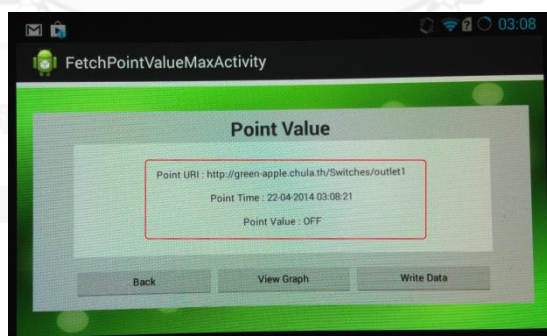 03:08
FetchPointValueMaxActivity
Point Value
Point URI : http://green-apple.chula.th/Switches/outlet1
Point Time : 22-04-2014 03:08:21
Point Value : OFF
Back View Graph Write Data